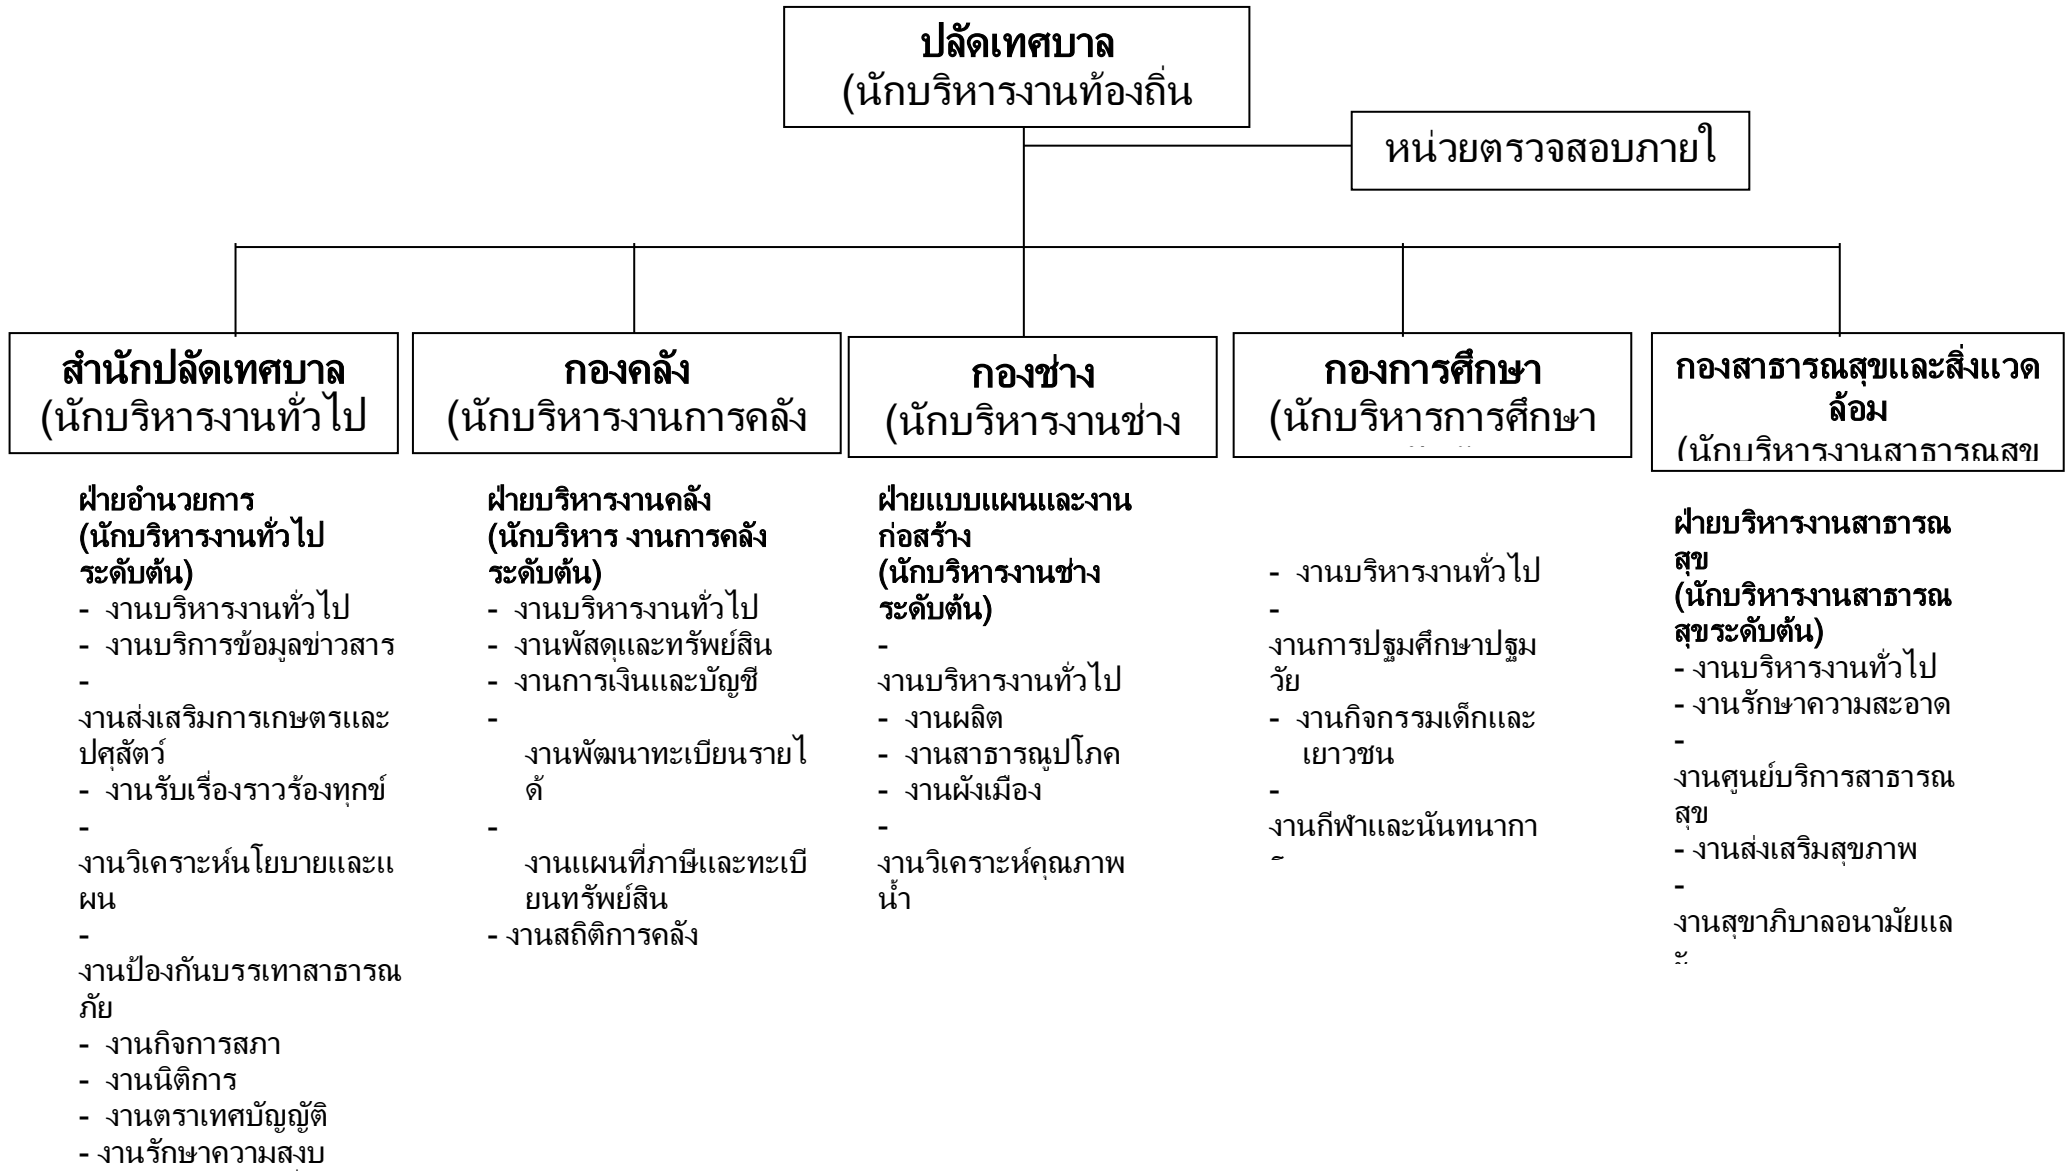 ปลัดเทศบาล
(นักบริหารงานท้องถิ่น
หน่วยตรวจสอบภายใ
สำนักปลัดเทศบาล
(นักบริหารงานทั่วไป
กองคลัง
(นักบริหารงานการคลัง
กองช่าง
(นักบริหารงานช่าง
กองการศึกษา
(นักบริหารการศึกษา
กองสาธารณสุขและสิ่งแวด
ล้อม
(นักบริหารงานสาธารณสุข
ฝ่ายอำนวยการ
(นักบริหารงานทั่วไป
ระดับต้น)
- งานบริหารงานทั่วไป
- งานบริการข้อมูลข่าวสาร
-
งานส่งเสริมการเกษตรและ
ปศุสัตว์
- งานรับเรื่องราวร้องทุกข์
-
งานวิเคราะห์นโยบายและแ
ผน
-
งานป้องกันบรรเทาสาธารณ
ภัย
- งานกิจการสภา
- งานนิติการ
- งานตราเทศบัญญัติ
- งานรักษาความสงบ
ฝ่ายบริหารงานคลัง
(นักบริหาร งานการคลัง
ระดับต้น)
- งานบริหารงานทั่วไป
- งานพัสดุและทรัพย์สิน
- งานการเงินและบัญชี
-
งานพัฒนาทะเบียนรายไ
ด้
-
งานแผนที่ภาษีและทะเบี
ยนทรัพย์สิน
- งานสถิติการคลัง
ฝ่ายแบบแผนและงาน
ก่อสร้าง
(นักบริหารงานช่าง
ระดับต้น)
-
งานบริหารงานทั่วไป
- งานผลิต
- งานสาธารณูปโภค
- งานผังเมือง
-
งานวิเคราะห์คุณภาพ
น้ำ
- งานบริหารงานทั่วไป
-
งานการปฐมศึกษาปฐม
วัย
- งานกิจกรรมเด็กและ
เยาวชน
-
งานกีฬาและนันทนากา
ฝ่ายบริหารงานสาธารณ
สุข
(นักบริหารงานสาธารณ
สุขระดับต้น)
- งานบริหารงานทั่วไป
- งานรักษาความสะอาด
-
งานศูนย์บริการสาธารณ
สุข
- งานส่งเสริมสุขภาพ
-
งานสุขาภิบาลอนามัยแล